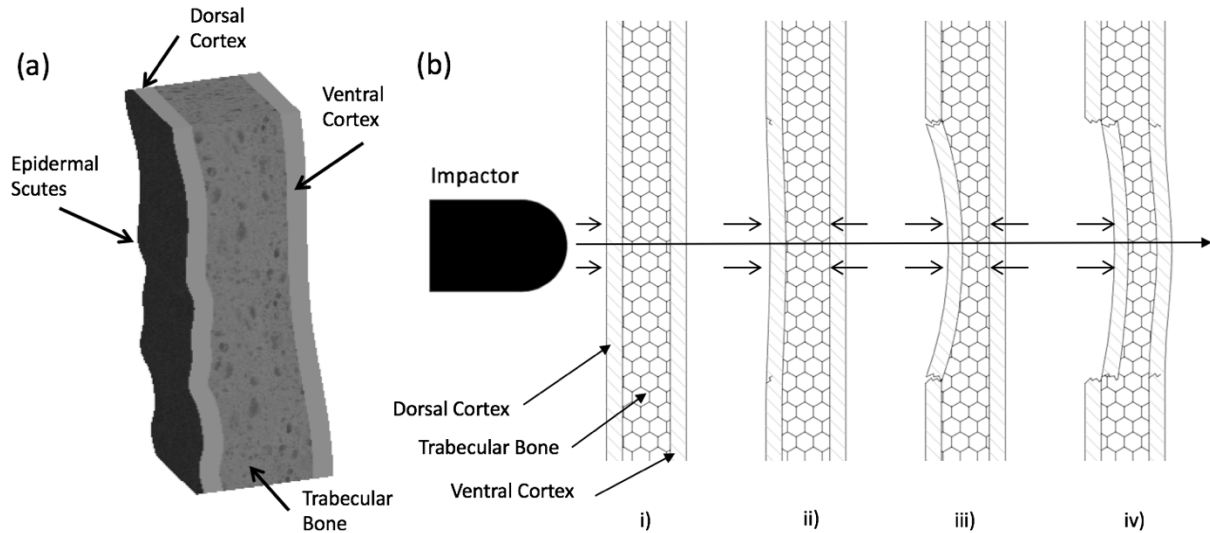 (a)
Dorsal
Cortex
Ventral
Cortex
Epidermal
Scutes
Trabecular
Bone
(b)
Impactor
Dorsal Cortex
Trabecular Bone
Ventral Cortex
i)
ii)
iii)
iv)